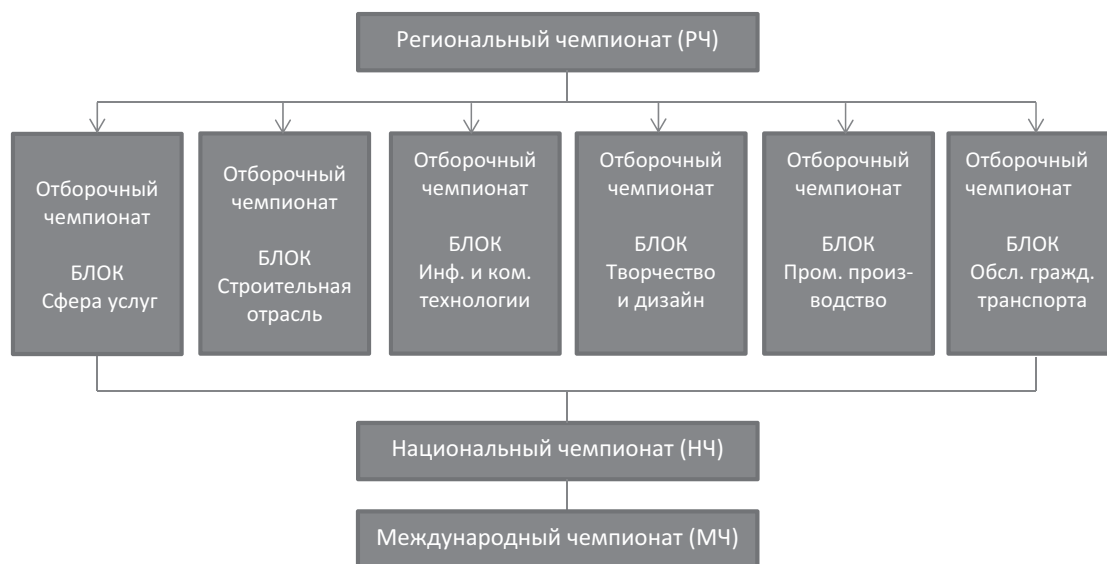 Региональный чемпионат (РЧ)
Отборочный
чемпионат
БЛОК
Сфера услуг
Отборочный
чемпионат
БЛОК
Строительная
отрасль
Отборочный
чемпионат
БЛОК
Инф. и ком.
технологии
Отборочный
чемпионат
БЛОК
Творчество
и дизайн
Отборочный
чемпионат
БЛОК
Пром. произ-
водство
Отборочный
чемпионат
БЛОК
Обсл. гражд.
транспорта
Национальный чемпионат (НЧ)
Международный чемпионат (МЧ)